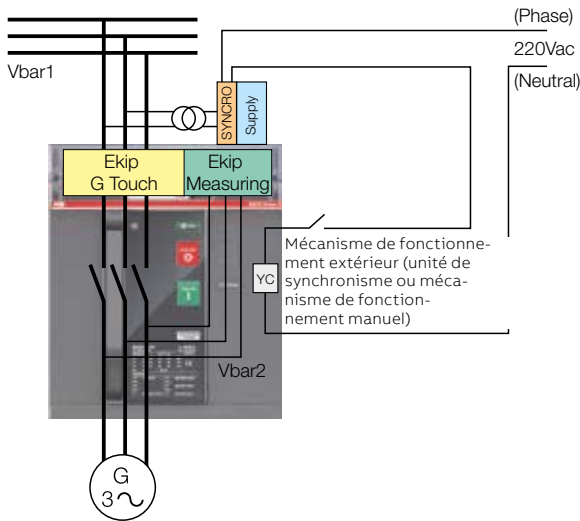 (Phase)
220Vac
(Neutral)
Vbar1
SYNCRO
Supply
Ekip
G Touch
Ekip
Measuring
YC
Mécanisme de fonctionne-
ment extérieur (unité de
synchronisme ou méca-
nisme de fonction-
nement manuel)
Vbar2
G
3